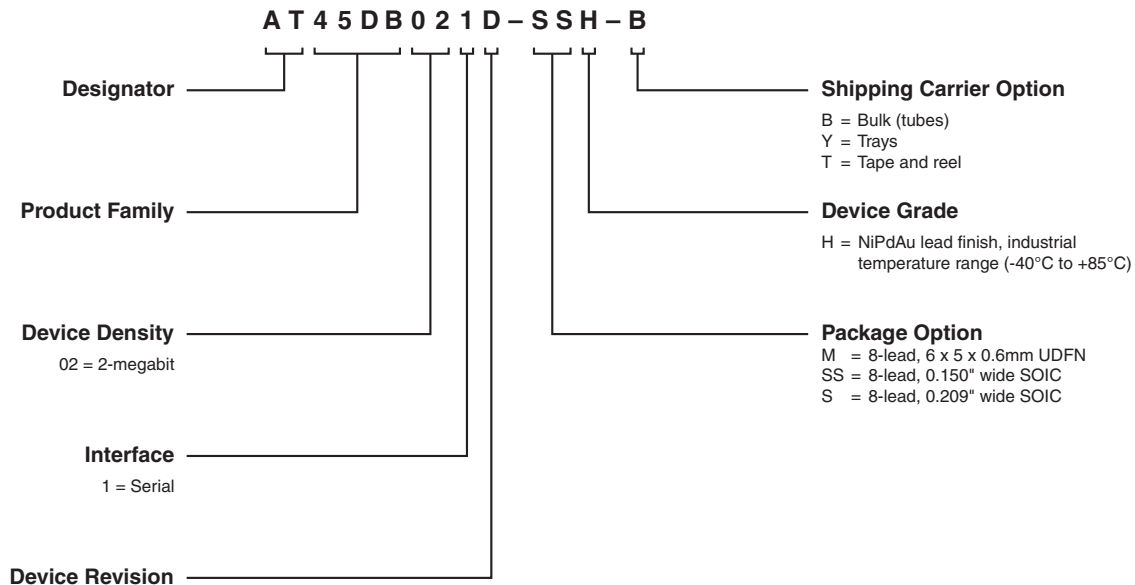 A T 4 5 D B 0 2 1 D – S S H – B
Designator
Product Family
Device Density
02 = 2-megabit
Interface
1 = Serial
Device Revision
Shipping Carrier Option
B = Bulk (tubes)
Y = Trays
T = Tape and reel
Device Grade
H = NiPdAu lead finish, industrial
temperature range (-40°C to +85°C)
Package Option
M = 8-lead, 6 x 5 x 0.6mm UDFN
SS = 8-lead, 0.150" wide SOIC
S = 8-lead, 0.209" wide SOIC